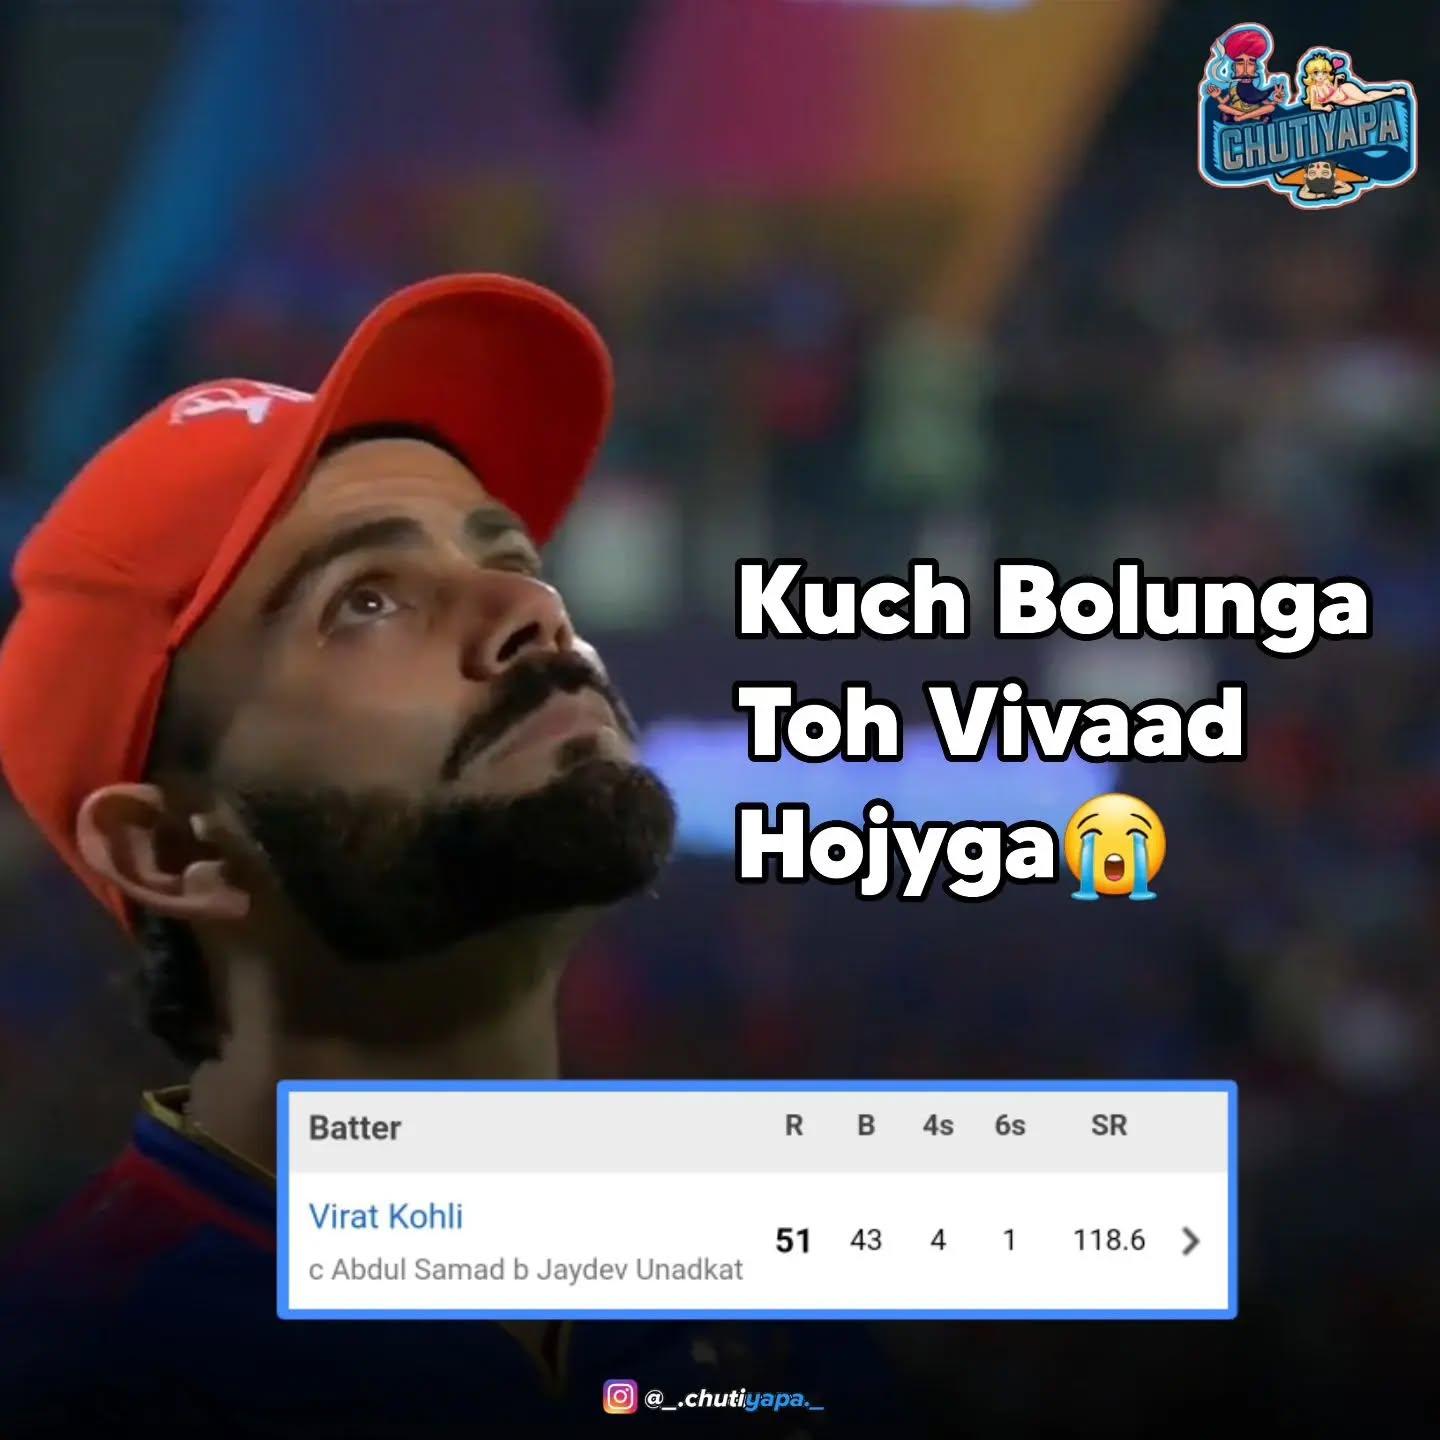 CHUTIYAPA
Kuch Bolunga
Toh Vivaad
Hojyga😭
Batter R B 4s 6s SR
Virat Kohli
51 43 4 1 118.6
c Abdul Samad b Jaydev Unadkat
@_.chutiyapa._